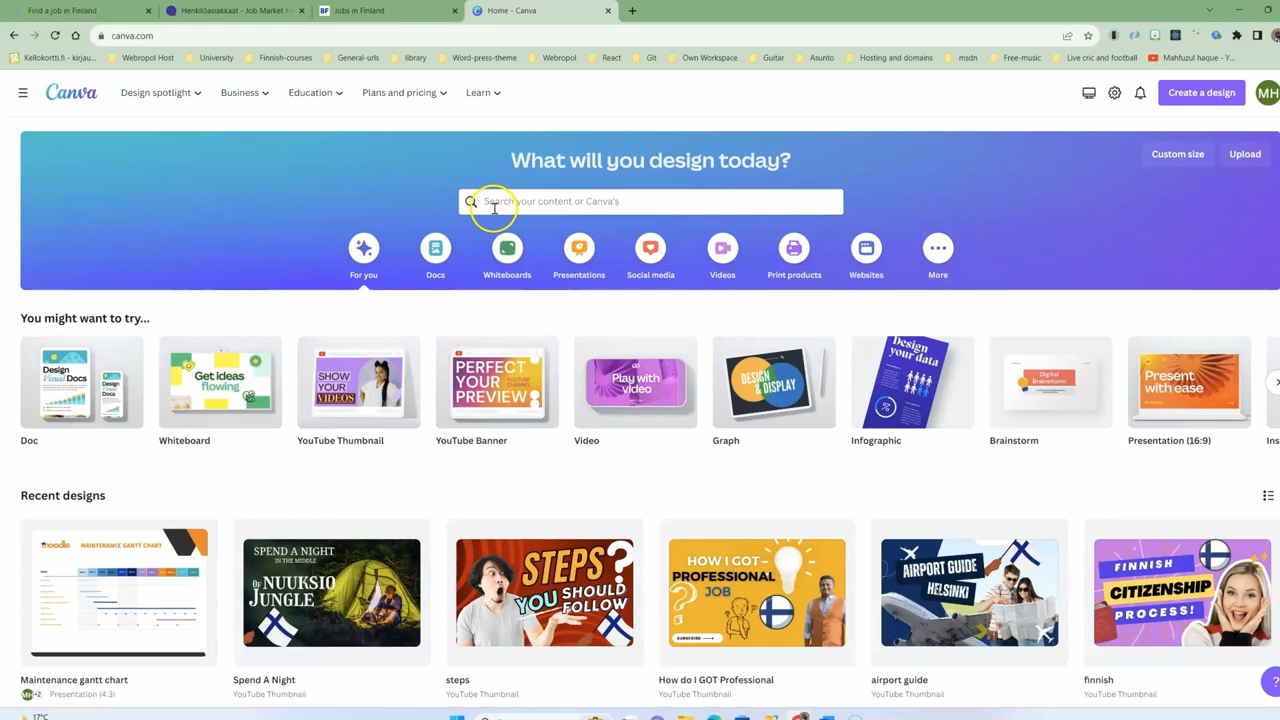 Find a job in Finland
Henkilöasiakkaat - Job Market F
Jobs in Finland
Home - Canva
canva.com
Kellokortti.fi - kirjau...
Webropol Host
University
Finnish-courses
General-urls
library
Word-press-theme
Webropol
React
GIt
Own Workspace
Guitar
Asunto
Hosting and domains
msdn
Free-music
Live cric and football
Mahfuzul haque - Y...
Canva
Design spotlight
Business
Education
Plans and pricing
Learn
Create a design
MH
What will you design today?
Custom size
Upload
Search your content or Canva's
For you
Docs
Whiteboards
Presentations
Social media
Videos
Print products
Websites
More
You might want to try...
Design Visual Docs
Get ideas flowing
SHOW YOUR VIDEOS
PERFECT YOUR PREVIEW
YOUTUBE CHANNEL
Play with video
DESIGN & DISPLAY
Design your data
Digital Brainstorm
Present with ease
Doc
Whiteboard
YouTube Thumbnail
YouTube Banner
Video
Graph
Infographic
Brainstorm
Presentation (16:9)
Ins
Recent designs
moodle
MAINTENANCE GANTT CHART
SPEND A NIGHT
IN THE MIDDLE
OF NUUKSIO
JUNGLE
STEPS?
YOU SHOULD
FOLLOW
HOW I GOT
PROFESSIONAL
JOB
SUBSCRIBE
AIRPORT GUIDE
HELSINKI
FINNISH
CITIZENSHIP
PROCESS!
Maintenance gantt chart
Spend A Night
steps
How do I GOT Professional
airport guide
finnish
MH
+2
Presentation (4:3)
YouTube Thumbnail
YouTube Thumbnail
YouTube Thumbnail
YouTube Thumbnail
YouTube Thumbnail
?
17°C